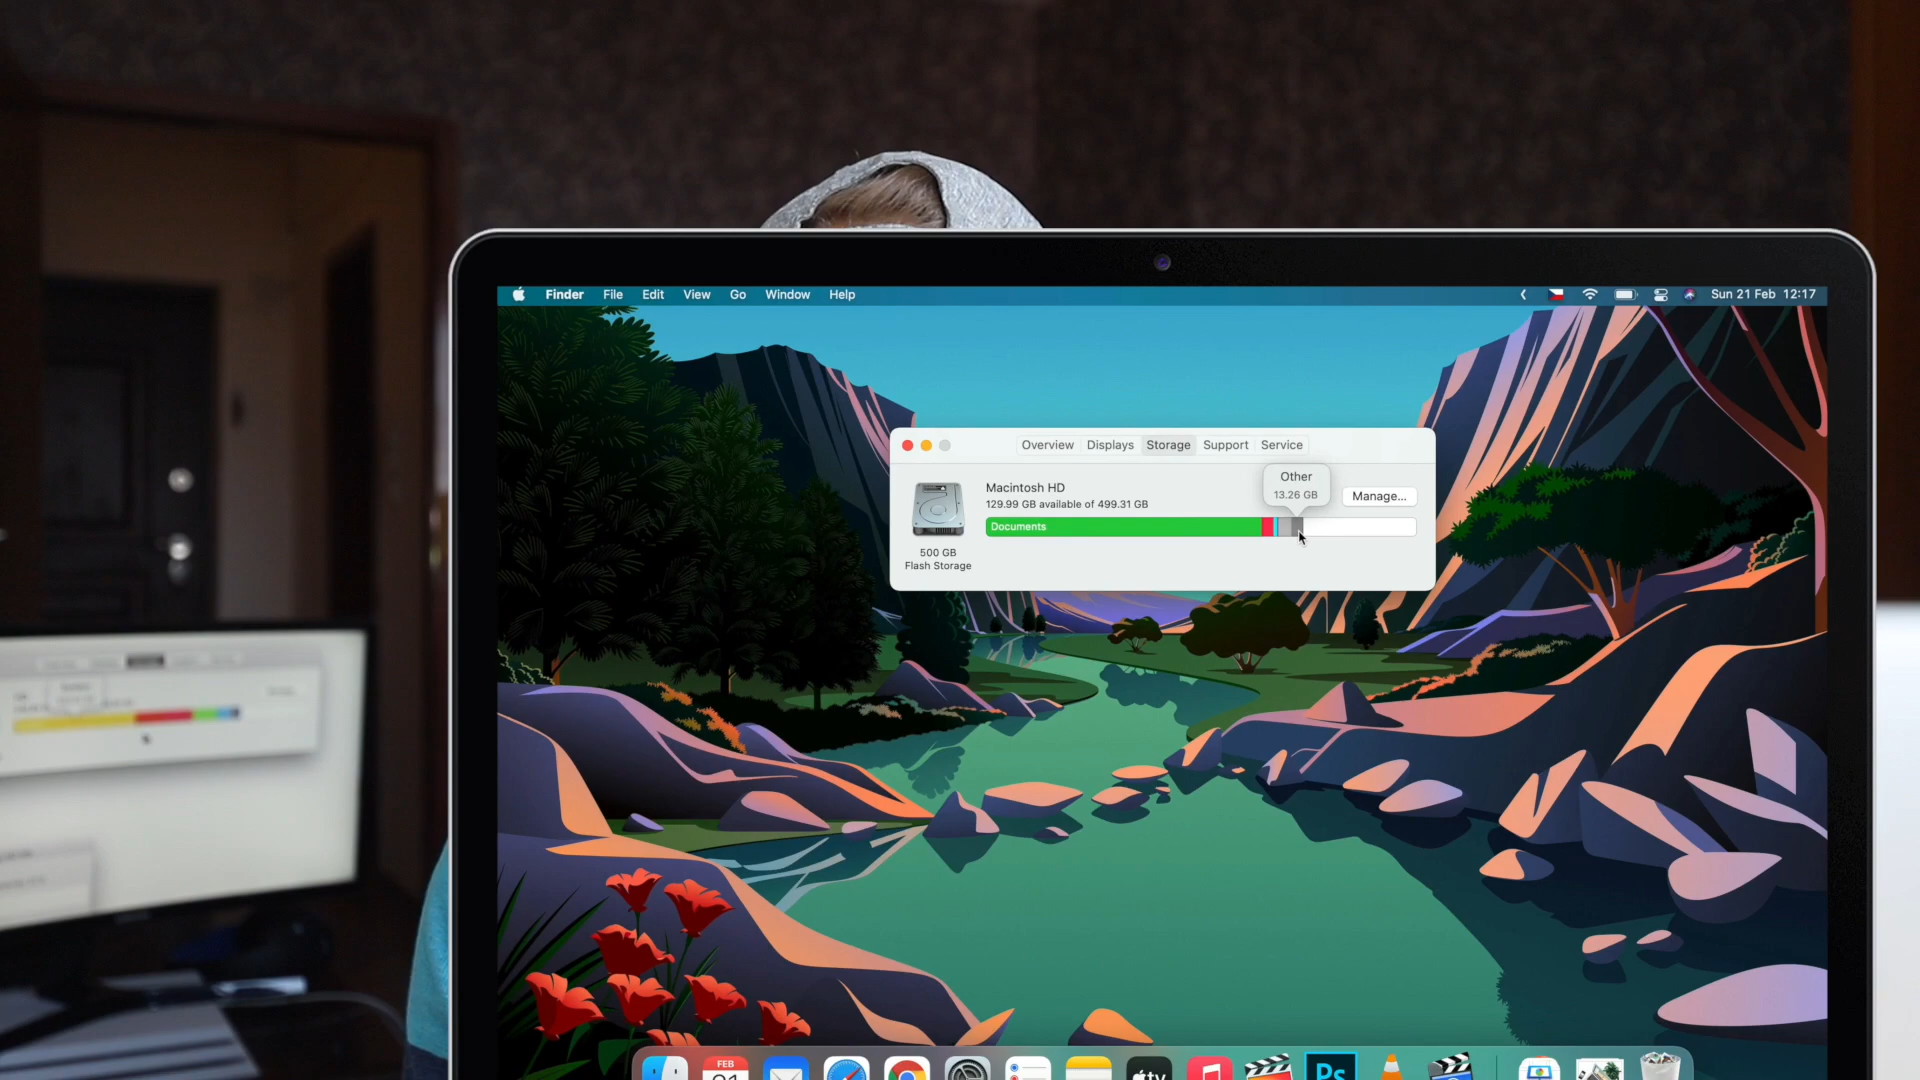 Finder File Edit View Go Window Help
Sun 21 Feb 12:17
Overview Displays Storage Support Service
Other
13.26 GB
Macintosh HD
129.99 GB available of 499.31 GB
Manage...
Documents
500 GB
Flash Storage
FEB
tv
Ps